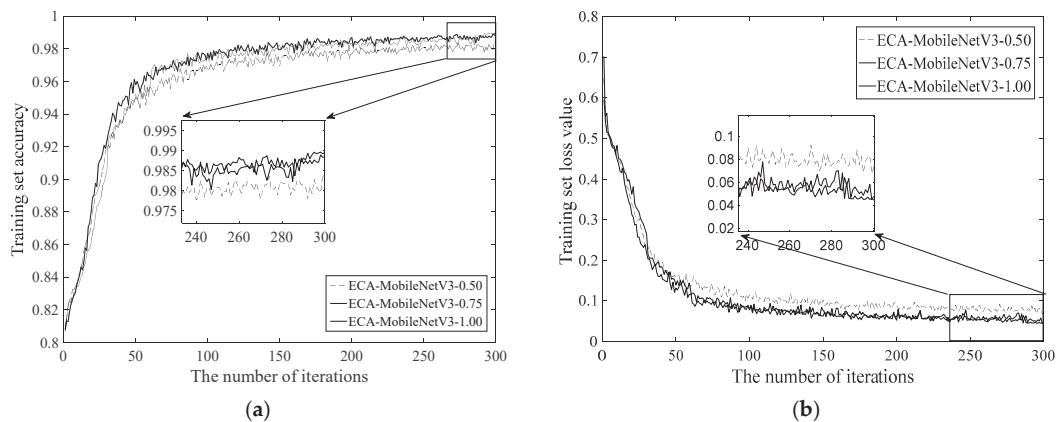 1
0.98
0.96
0.94
0.92
0.9
0.88
0.86
0.84
0.82
0.8
Training set accuracy
0.995
0.99
0.985
0.98
0.975
240 260 280 300
ECA-MobileNetV3-0.50
ECA-MobileNetV3-0.75
ECA-MobileNetV3-1.00
0 50 100 150 200 250 300
The number of iterations
(a)
0.8
0.7
0.6
0.5
0.4
0.3
0.2
0.1
0
Training set loss value
ECA-MobileNetV3-0.50
ECA-MobileNetV3-0.75
ECA-MobileNetV3-1.00
0.1
0.08
0.06
0.04
0.02
240 260 280 300
0 50 100 150 200 250 300
The number of iterations
(b)